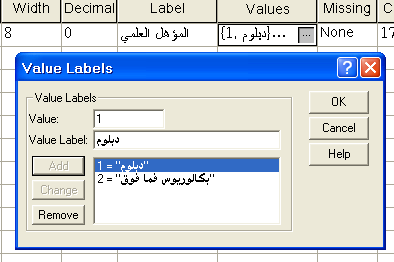 Width Decimal Label Values Missing C
8 0 المؤهل العلمي {1, دبلوم}... None 17
Value Labels
Value Labels
Value: 1
Value Label: دبلوم
Add
Change
Remove
1 = "دبلوم"
2 = "بكالوريوس فما فوق"
OK
Cancel
Help